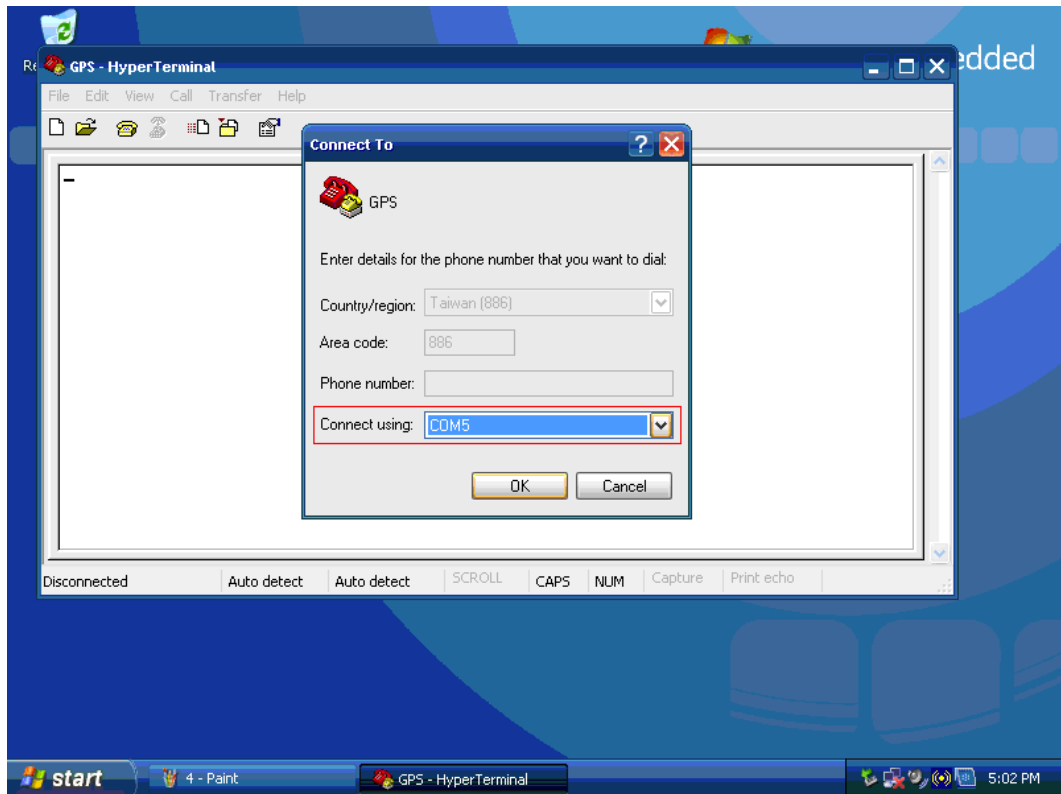 Re
edded
GPS - HyperTerminal
File Edit View Call Transfer Help
Connect To
GPS
Enter details for the phone number that you want to dial:
Country/region: Taiwan (886)
Area code: 886
Phone number:
Connect using: COM5
OK Cancel
Disconnected Auto detect Auto detect SCROLL CAPS NUM Capture Print echo
start 4 - Paint GPS - HyperTerminal 5:02 PM